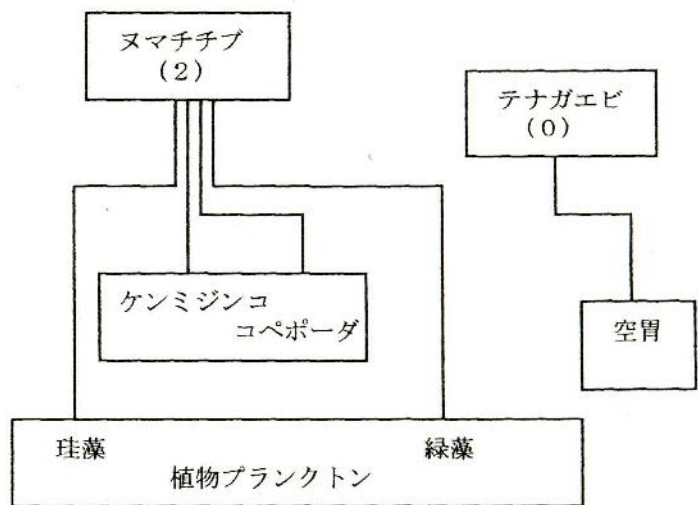 ヌマチチブ
(2)
テナガエビ
(0)
ケンミジンコ
コペポーダ
空胃
珪藻
緑藻
植物プランクトン